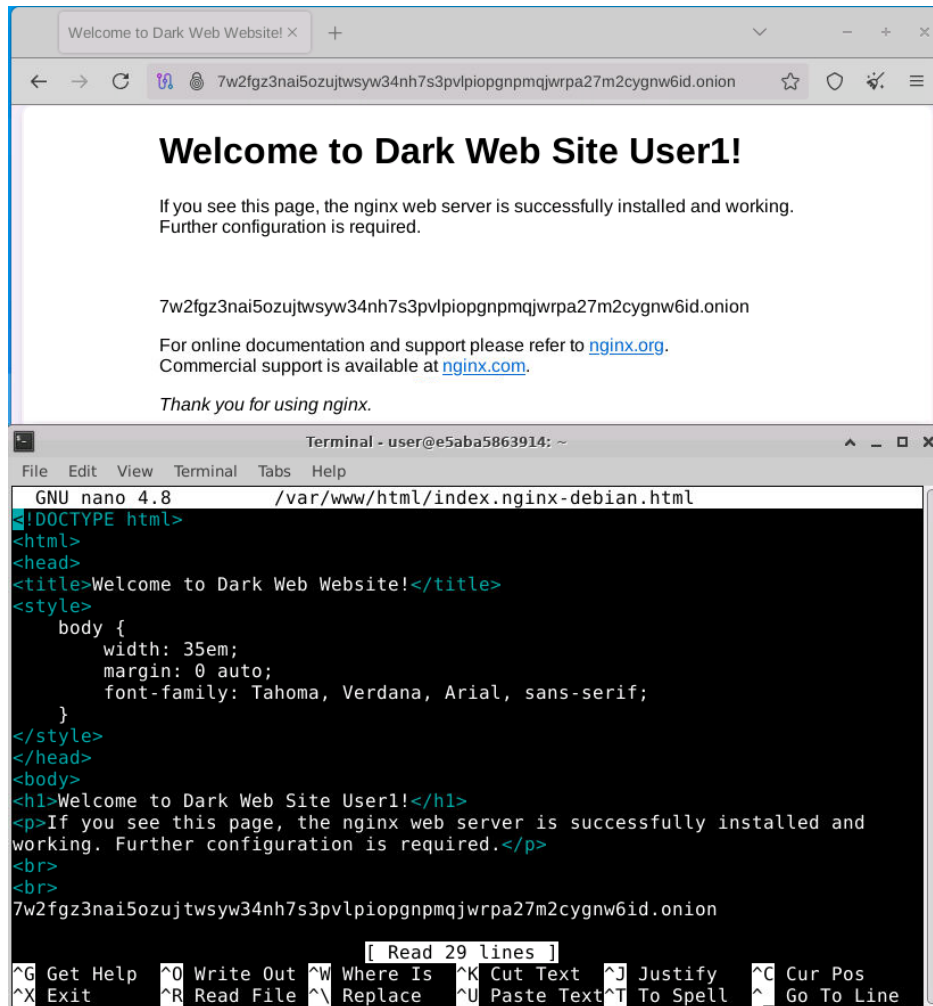 Welcome to Dark Web Website! ×
7w2fgz3nai5ozujtwsyw34nh7s3pvlpiopgnpmqjwrpa27m2cygnw6id.onion
Welcome to Dark Web Site User1!
If you see this page, the nginx web server is successfully installed and working.
Further configuration is required.
7w2fgz3nai5ozujtwsyw34nh7s3pvlpiopgnpmqjwrpa27m2cygnw6id.onion
For online documentation and support please refer to nginx.org.
Commercial support is available at nginx.com.
Thank you for using nginx.
Terminal - user@e5aba5863914: ~
File Edit View Terminal Tabs Help
GNU nano 4.8 /var/www/html/index.nginx-debian.html
<!DOCTYPE html>
<html>
<head>
<title>Welcome to Dark Web Website!</title>
<style>
body {
width: 35em;
margin: 0 auto;
font-family: Tahoma, Verdana, Arial, sans-serif;
}
</style>
</head>
<body>
<h1>Welcome to Dark Web Site User1!</h1>
<p>If you see this page, the nginx web server is successfully installed and
working. Further configuration is required.</p>
<br>
<br>
7w2fgz3nai5ozujtwsyw34nh7s3pvlpiopgnpmqjwrpa27m2cygnw6id.onion
[ Read 29 lines ]
^G Get Help ^O Write Out ^W Where Is ^K Cut Text ^J Justify ^C Cur Pos
^X Exit ^R Read File ^\ Replace ^U Paste Text ^T To Spell ^_ Go To Line